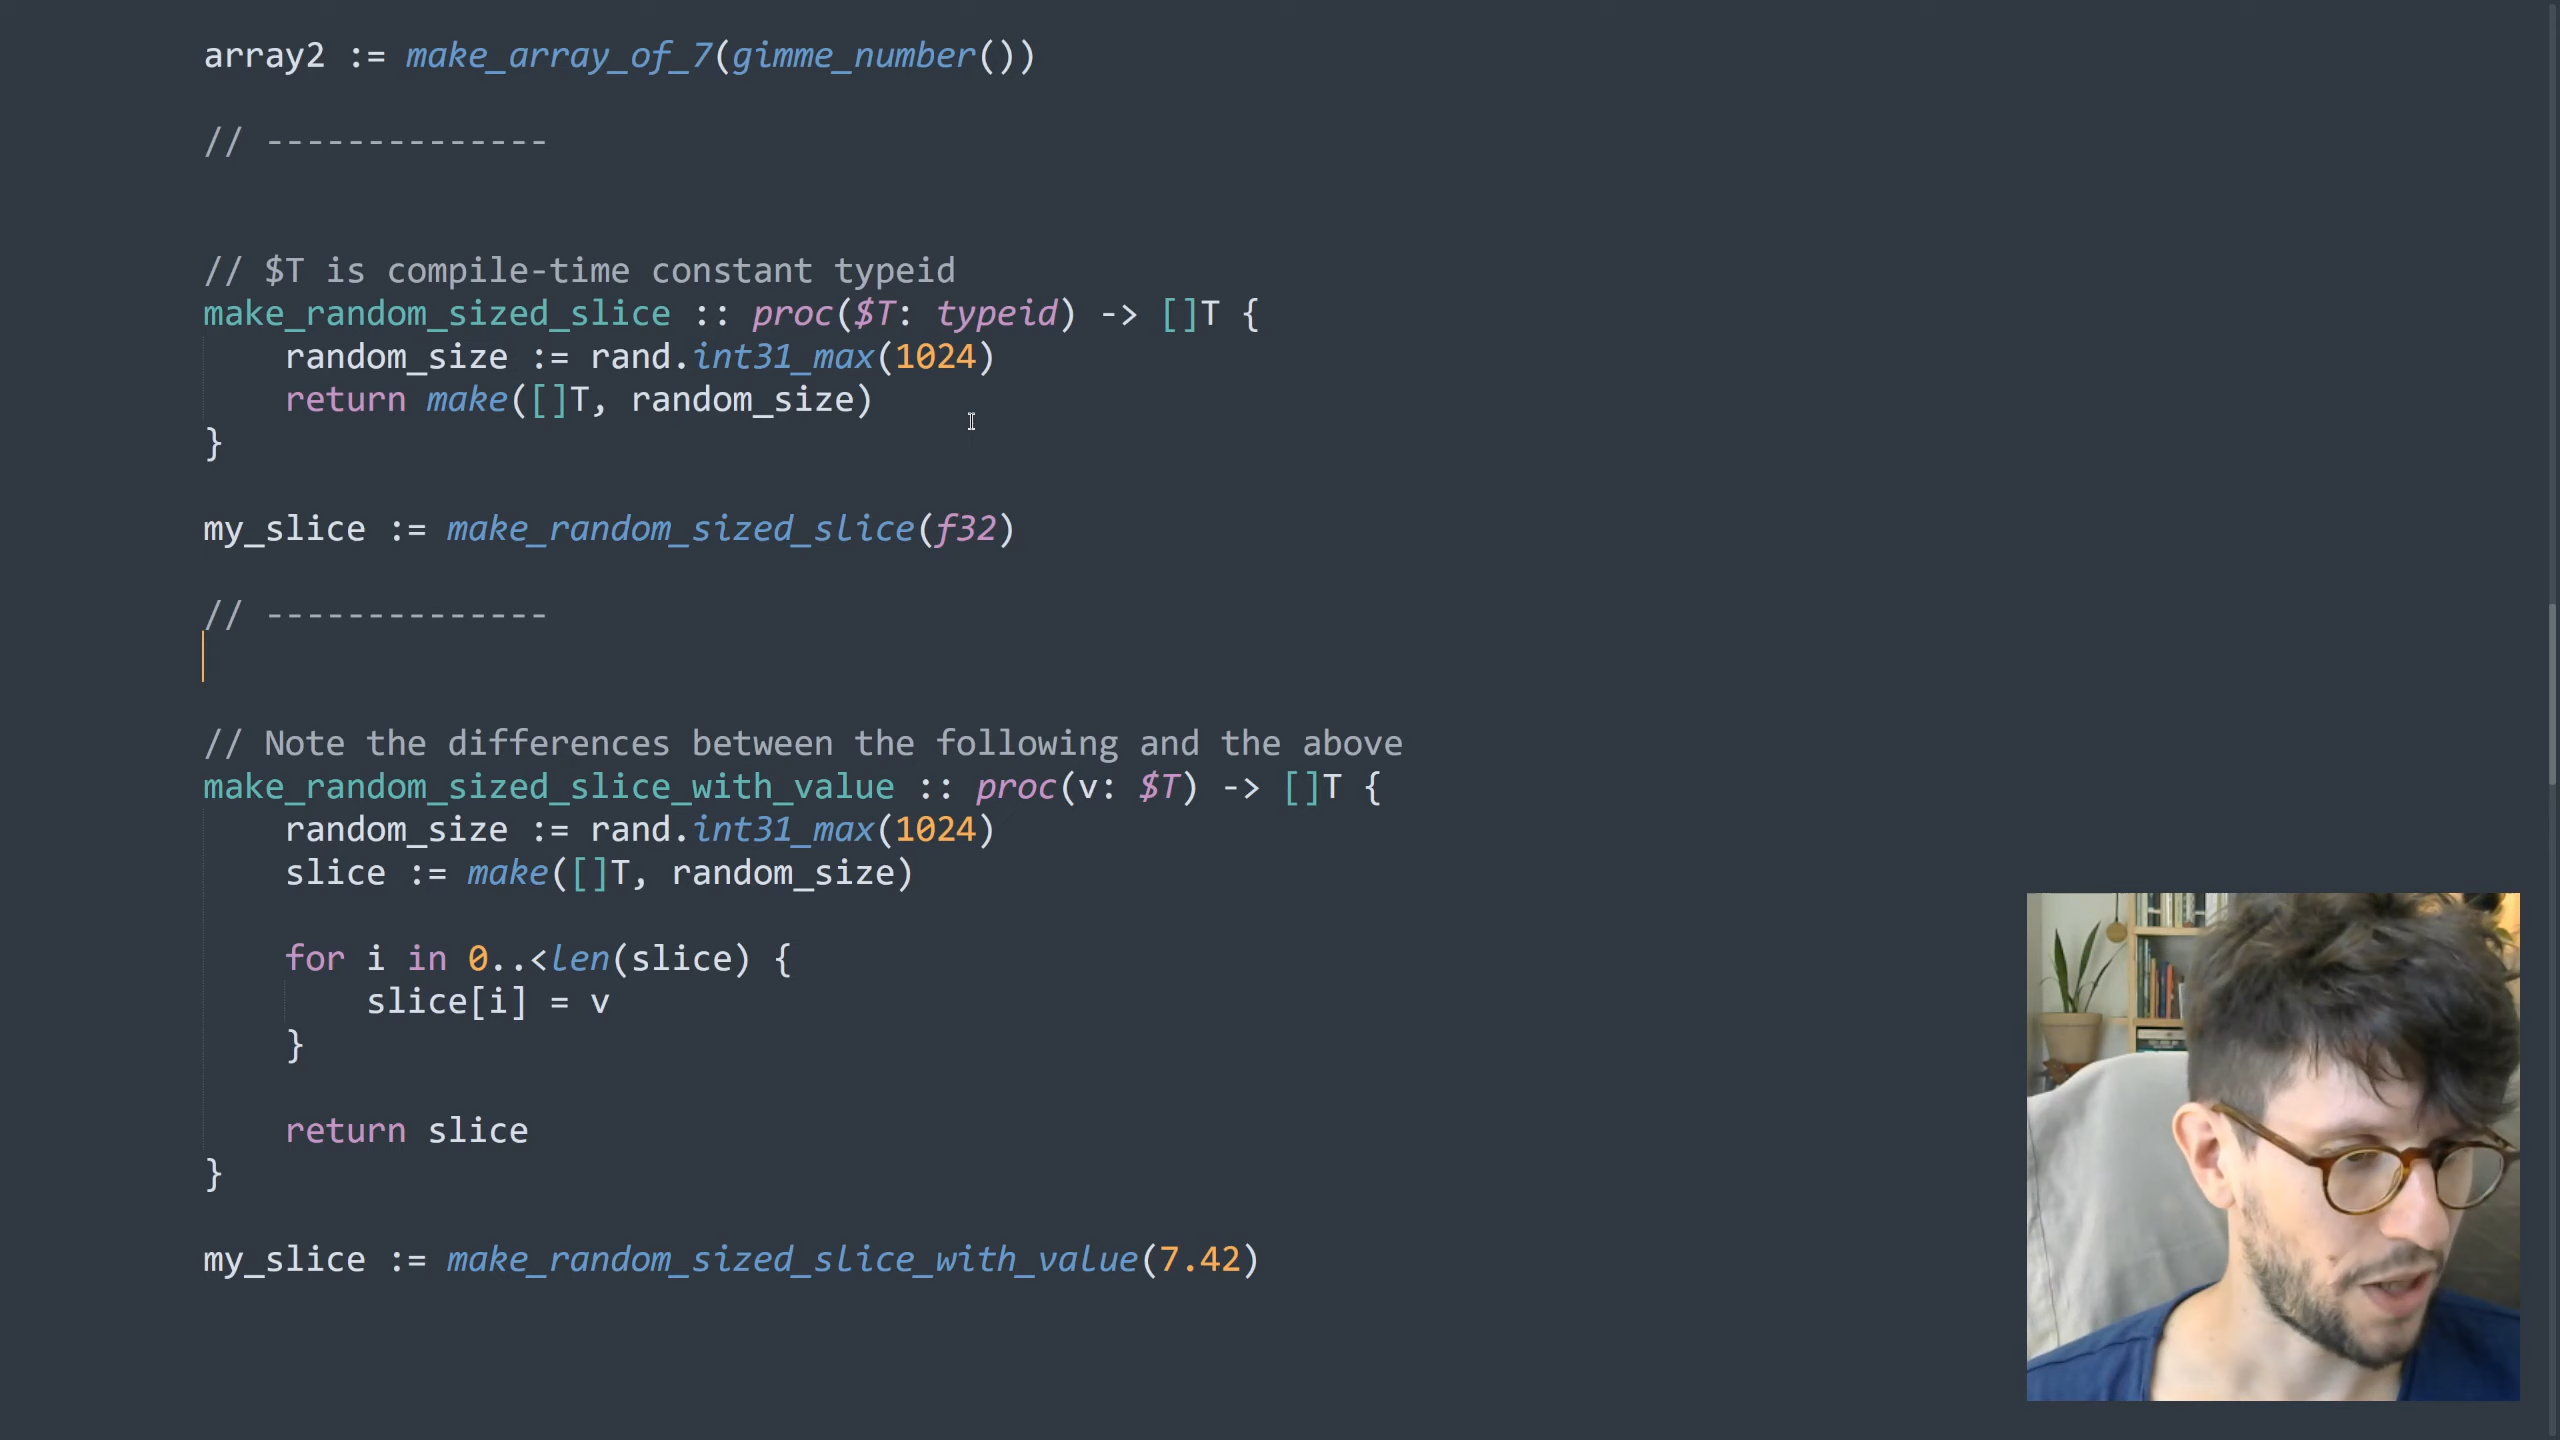 array2 := make_array_of_7(gimme_number())
// --------------
// $T is compile-time constant typeid
make_random_sized_slice :: proc($T: typeid) -> []T {
random_size := rand.int31_max(1024)
return make([]T, random_size)
}
my_slice := make_random_sized_slice(f32)
// --------------
// Note the differences between the following and the above
make_random_sized_slice_with_value :: proc(v: $T) -> []T {
random_size := rand.int31_max(1024)
slice := make([]T, random_size)
for i in 0..<len(slice) {
slice[i] = v
}
return slice
}
my_slice := make_random_sized_slice_with_value(7.42)